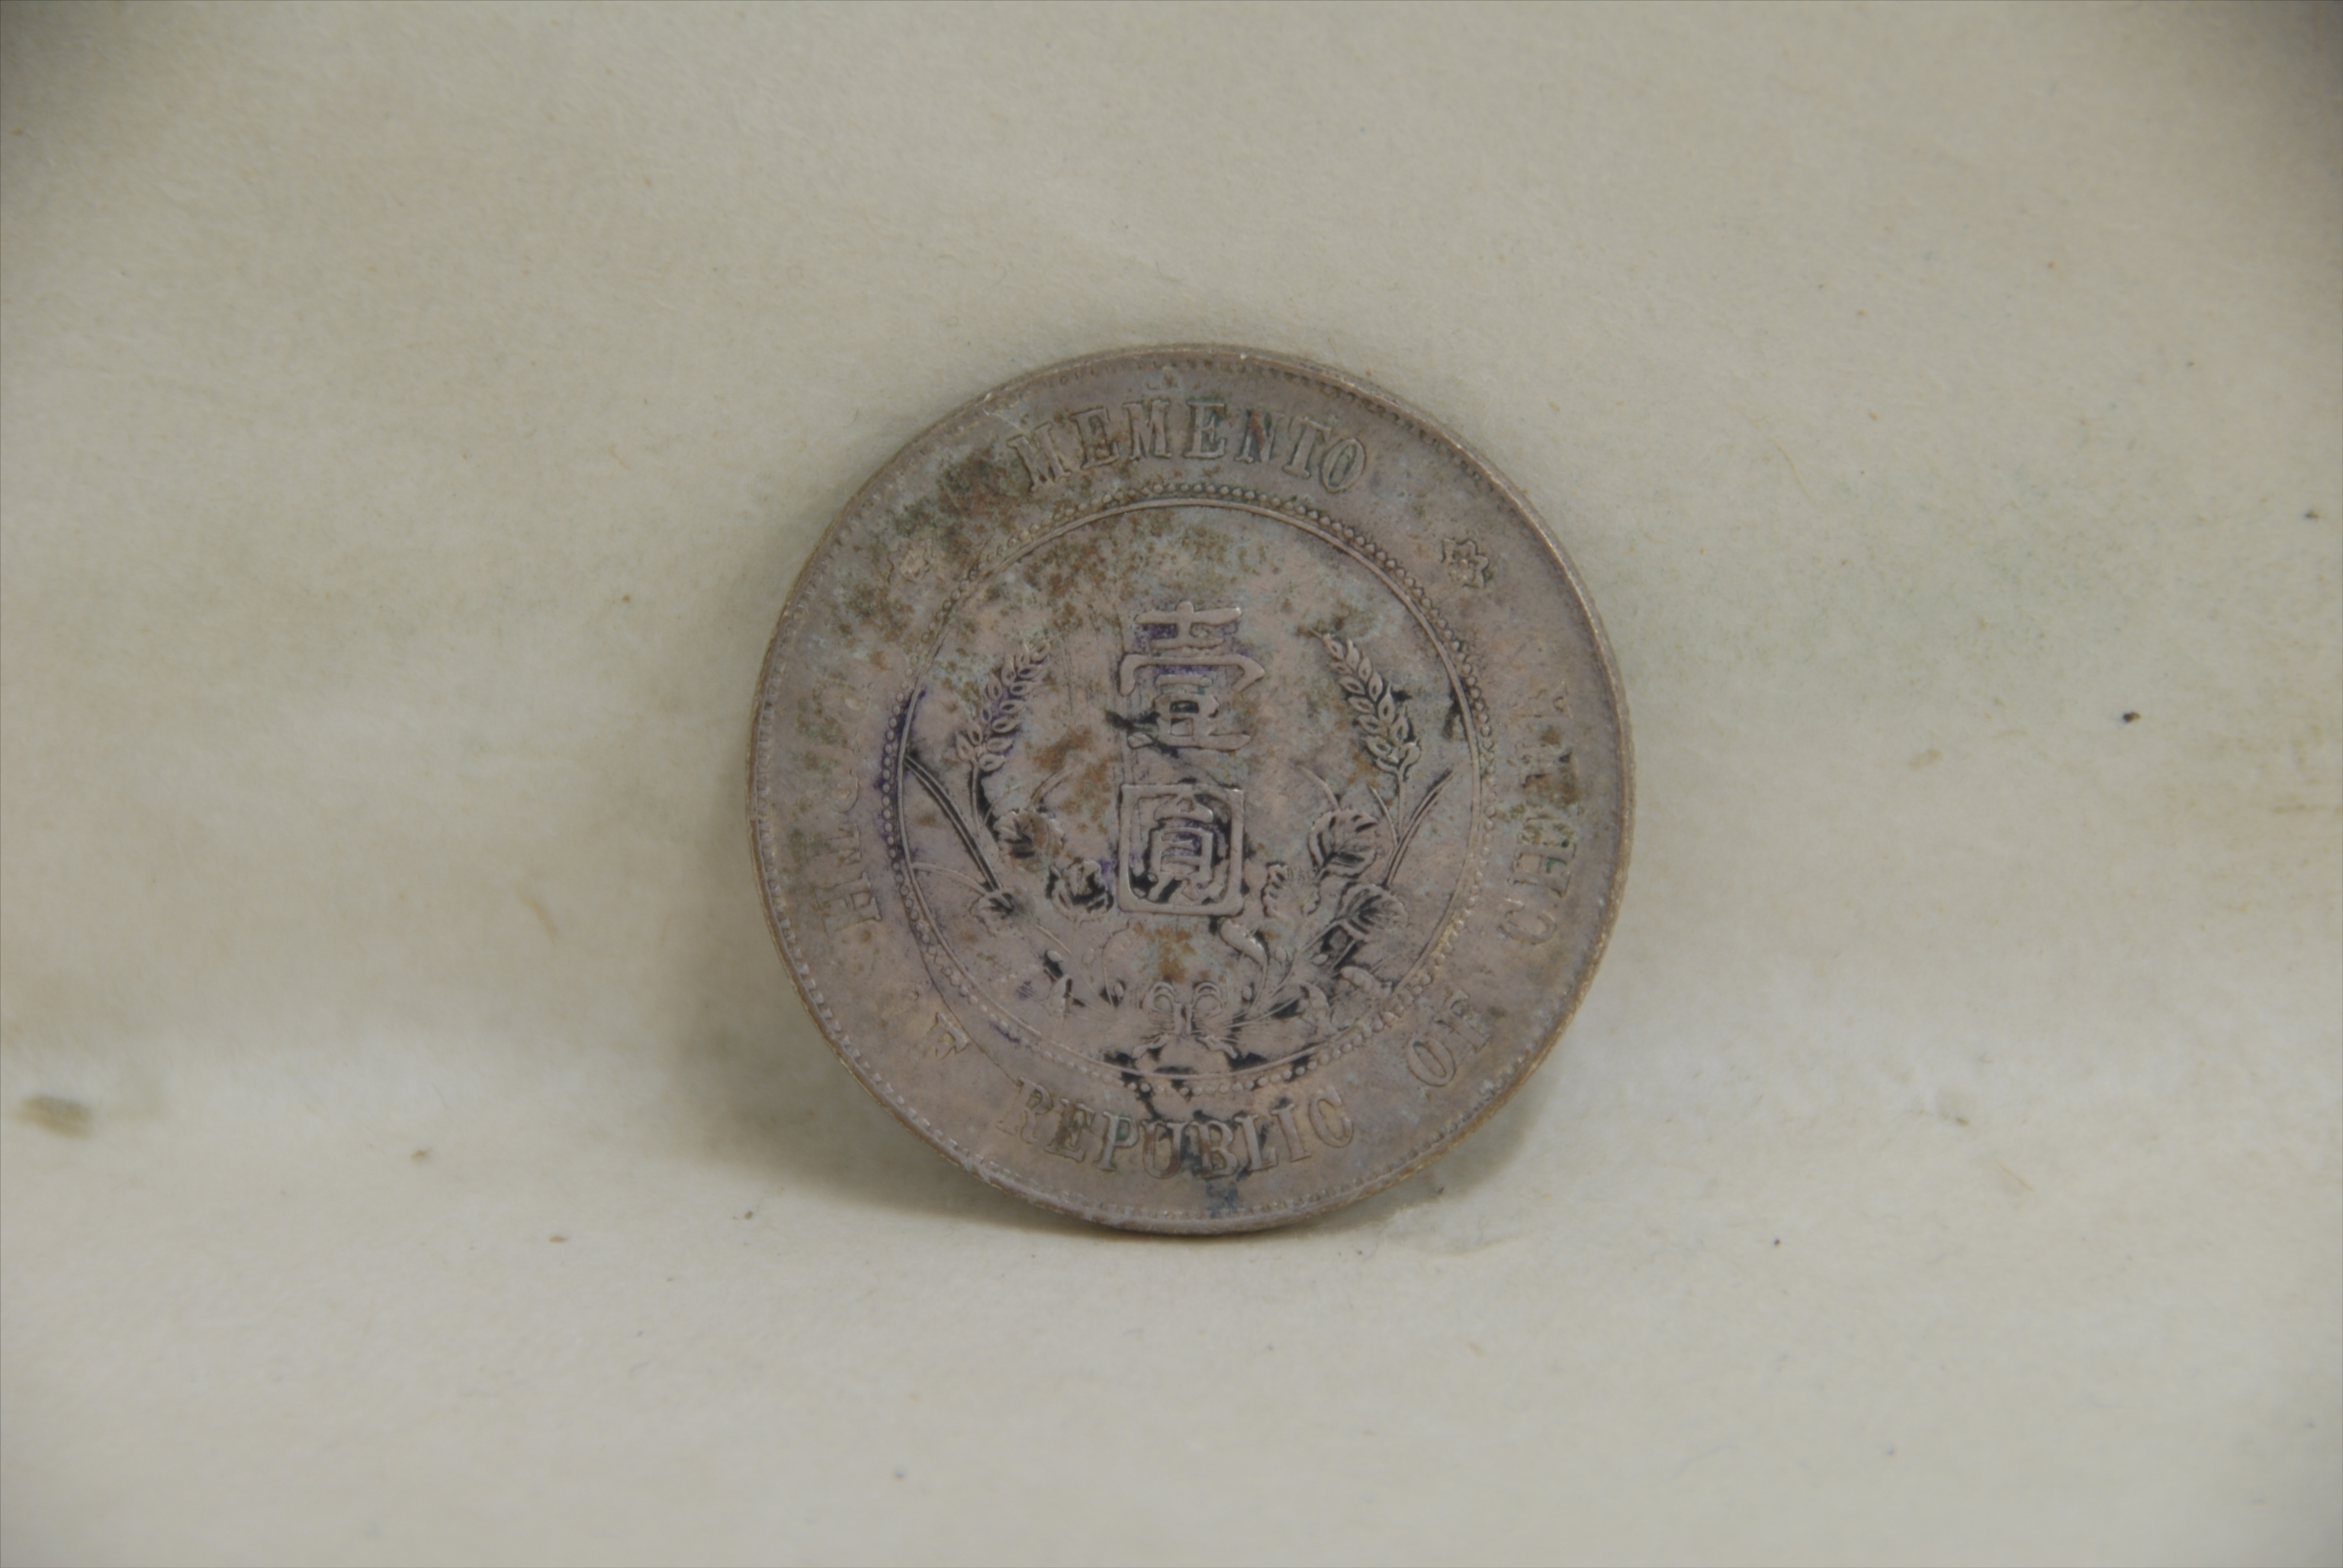 MEMENTO
壹圓
REPUBLIC OF CHINA